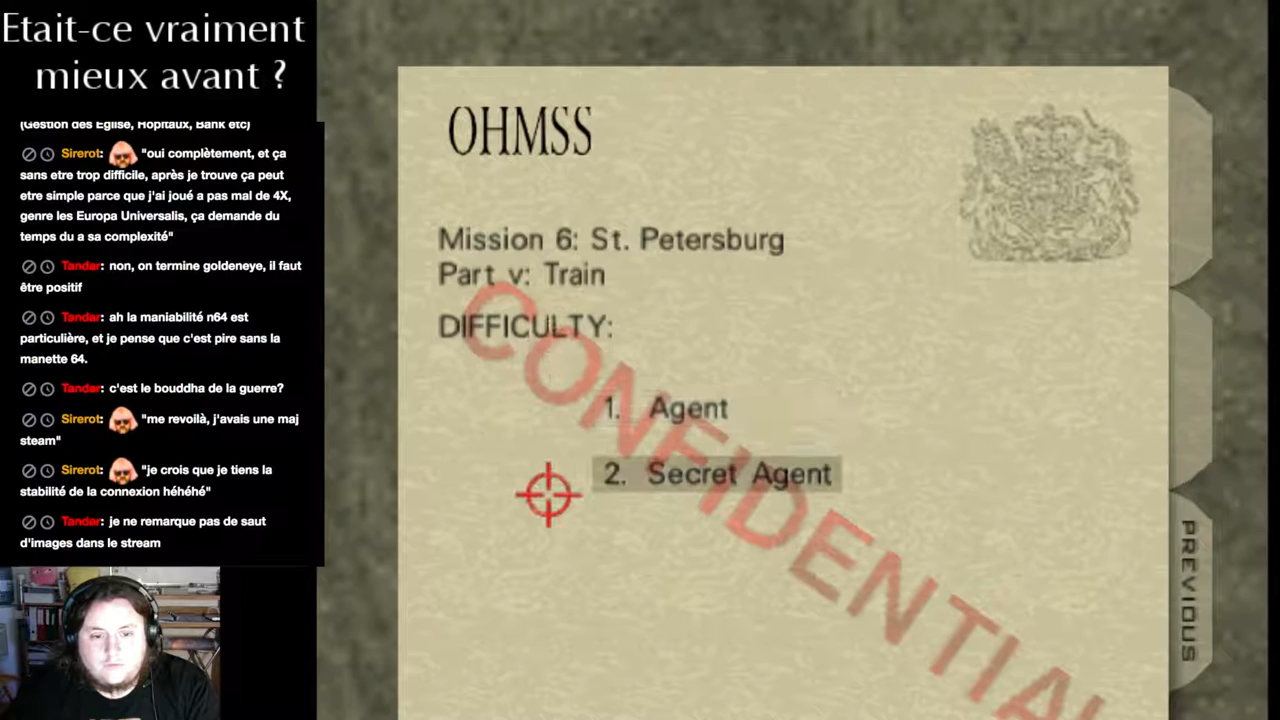 Etait-ce vraiment
mieux avant ?
(Gestion des Eglise, Hopitaux, Bank etc)
Sirerot: "oui complètement, et ça
sans etre trop difficile, après je trouve ça peut
etre simple parce que j'ai joué a pas mal de 4X,
genre les Europa Universalis, ça demande du
temps du a sa complexité"
Tandar: non, on termine goldeneye, il faut
être positif
Tandar: ah la maniabilité n64 est
particulière, et je pense que c'est pire sans la
manette 64.
Tandar: c'est le bouddha de la guerre?
Sirerot: "me revoilà, j'avais une maj
steam"
Sirerot: "je crois que je tiens la
stabilité de la connexion héhéhé"
Tandar: je ne remarque pas de saut
d'images dans le stream
OHMSS
Mission 6: St. Petersburg
Part v: Train
DIFFICULTY:
1. Agent
2. Secret Agent
CONFIDENTIAL
PREVIOUS